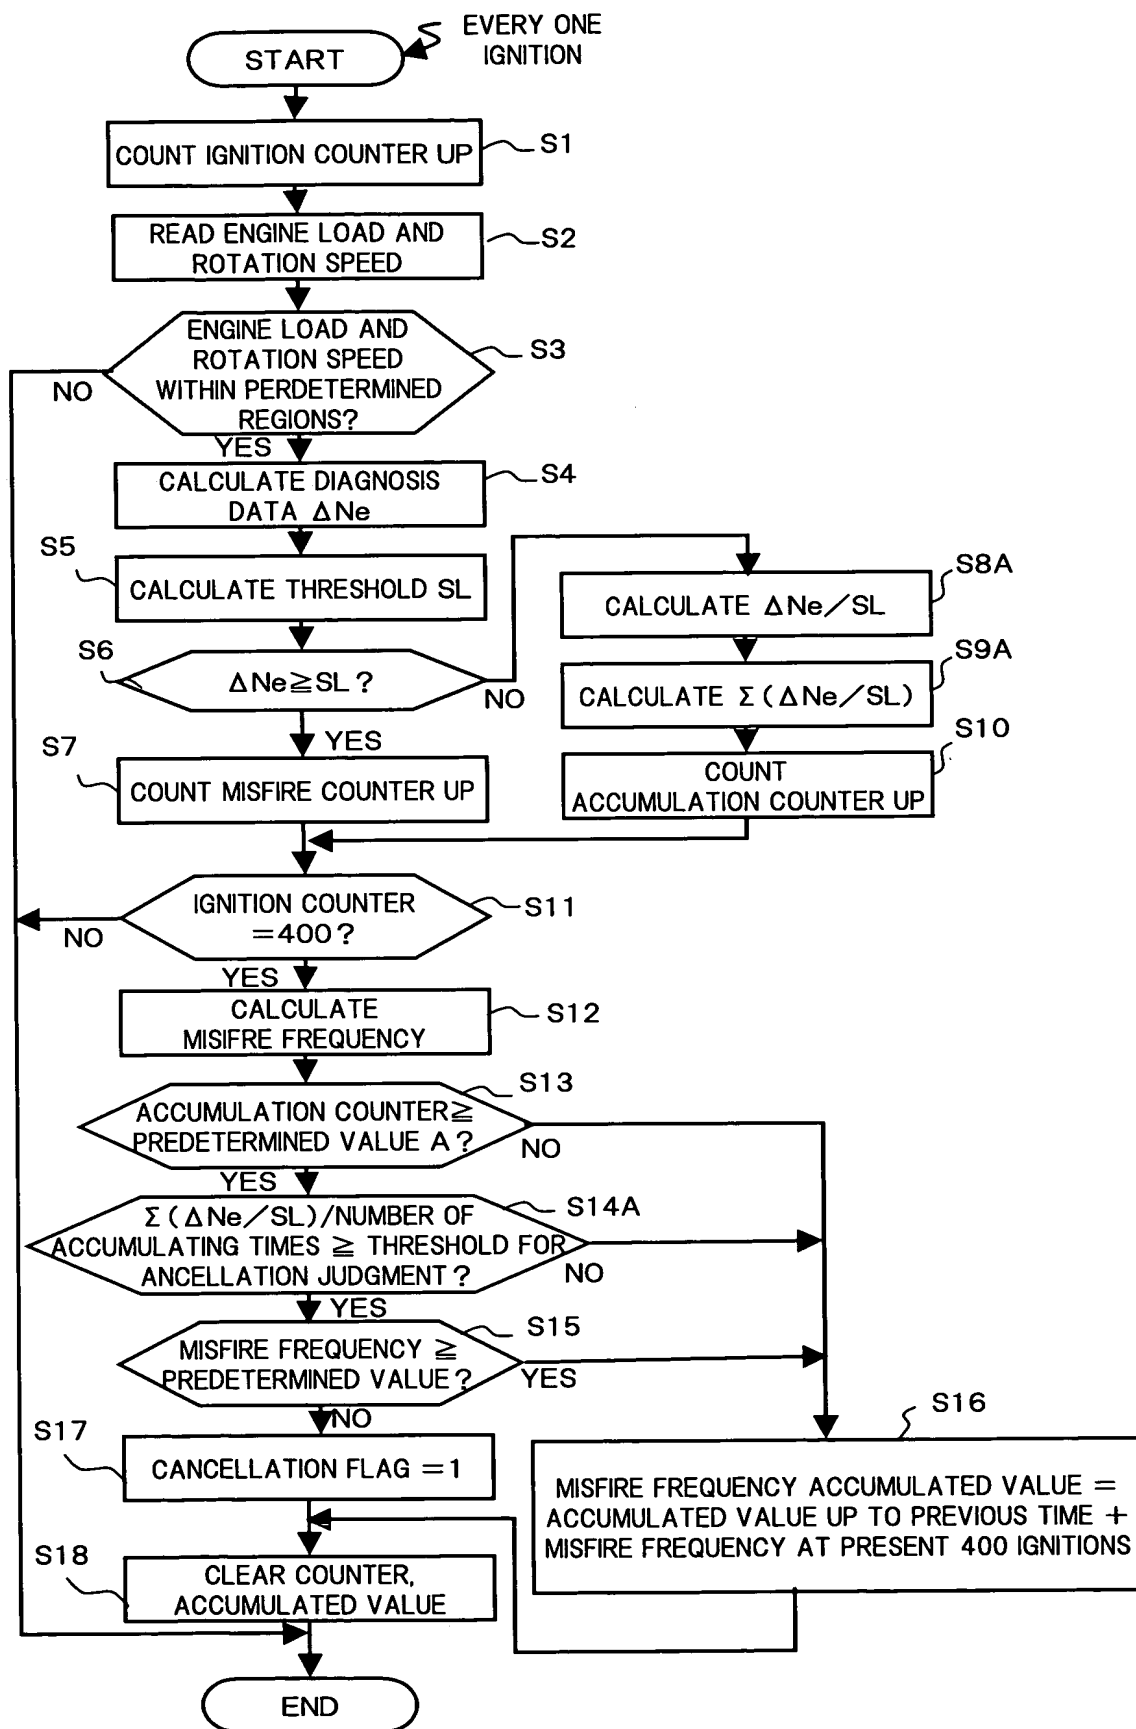 EVERY ONE
IGNITION
START
COUNT IGNITION COUNTER UP
S1
READ ENGINE LOAD AND
ROTATION SPEED
S2
ENGINE LOAD AND
ROTATION SPEED
WITHIN PERDETERMINED
REGIONS?
S3
NO
YES
CALCULATE DIAGNOSIS
DATA ΔNe
S4
S5
CALCULATE THRESHOLD SL
S6
ΔNe≧SL?
NO
YES
S8A
CALCULATE ΔNe/SL
S9A
CALCULATE Σ(ΔNe/SL)
S10
COUNT
ACCUMULATION COUNTER UP
S7
COUNT MISFIRE COUNTER UP
IGNITION COUNTER
=400?
S11
NO
YES
CALCULATE
MISIFRE FREQUENCY
S12
S13
ACCUMULATION COUNTER≧
PREDETERMINED VALUE A?
NO
YES
S14A
Σ(ΔNe/SL)/NUMBER OF
ACCUMULATING TIMES ≧ THRESHOLD FOR
ANCELLATION JUDGMENT?
NO
YES
S15
MISFIRE FREQUENCY ≧
PREDETERMINED VALUE?
YES
NO
S16
MISFIRE FREQUENCY ACCUMULATED VALUE =
ACCUMULATED VALUE UP TO PREVIOUS TIME +
MISFIRE FREQUENCY AT PRESENT 400 IGNITIONS
S17
CANCELLATION FLAG =1
S18
CLEAR COUNTER,
ACCUMULATED VALUE
END